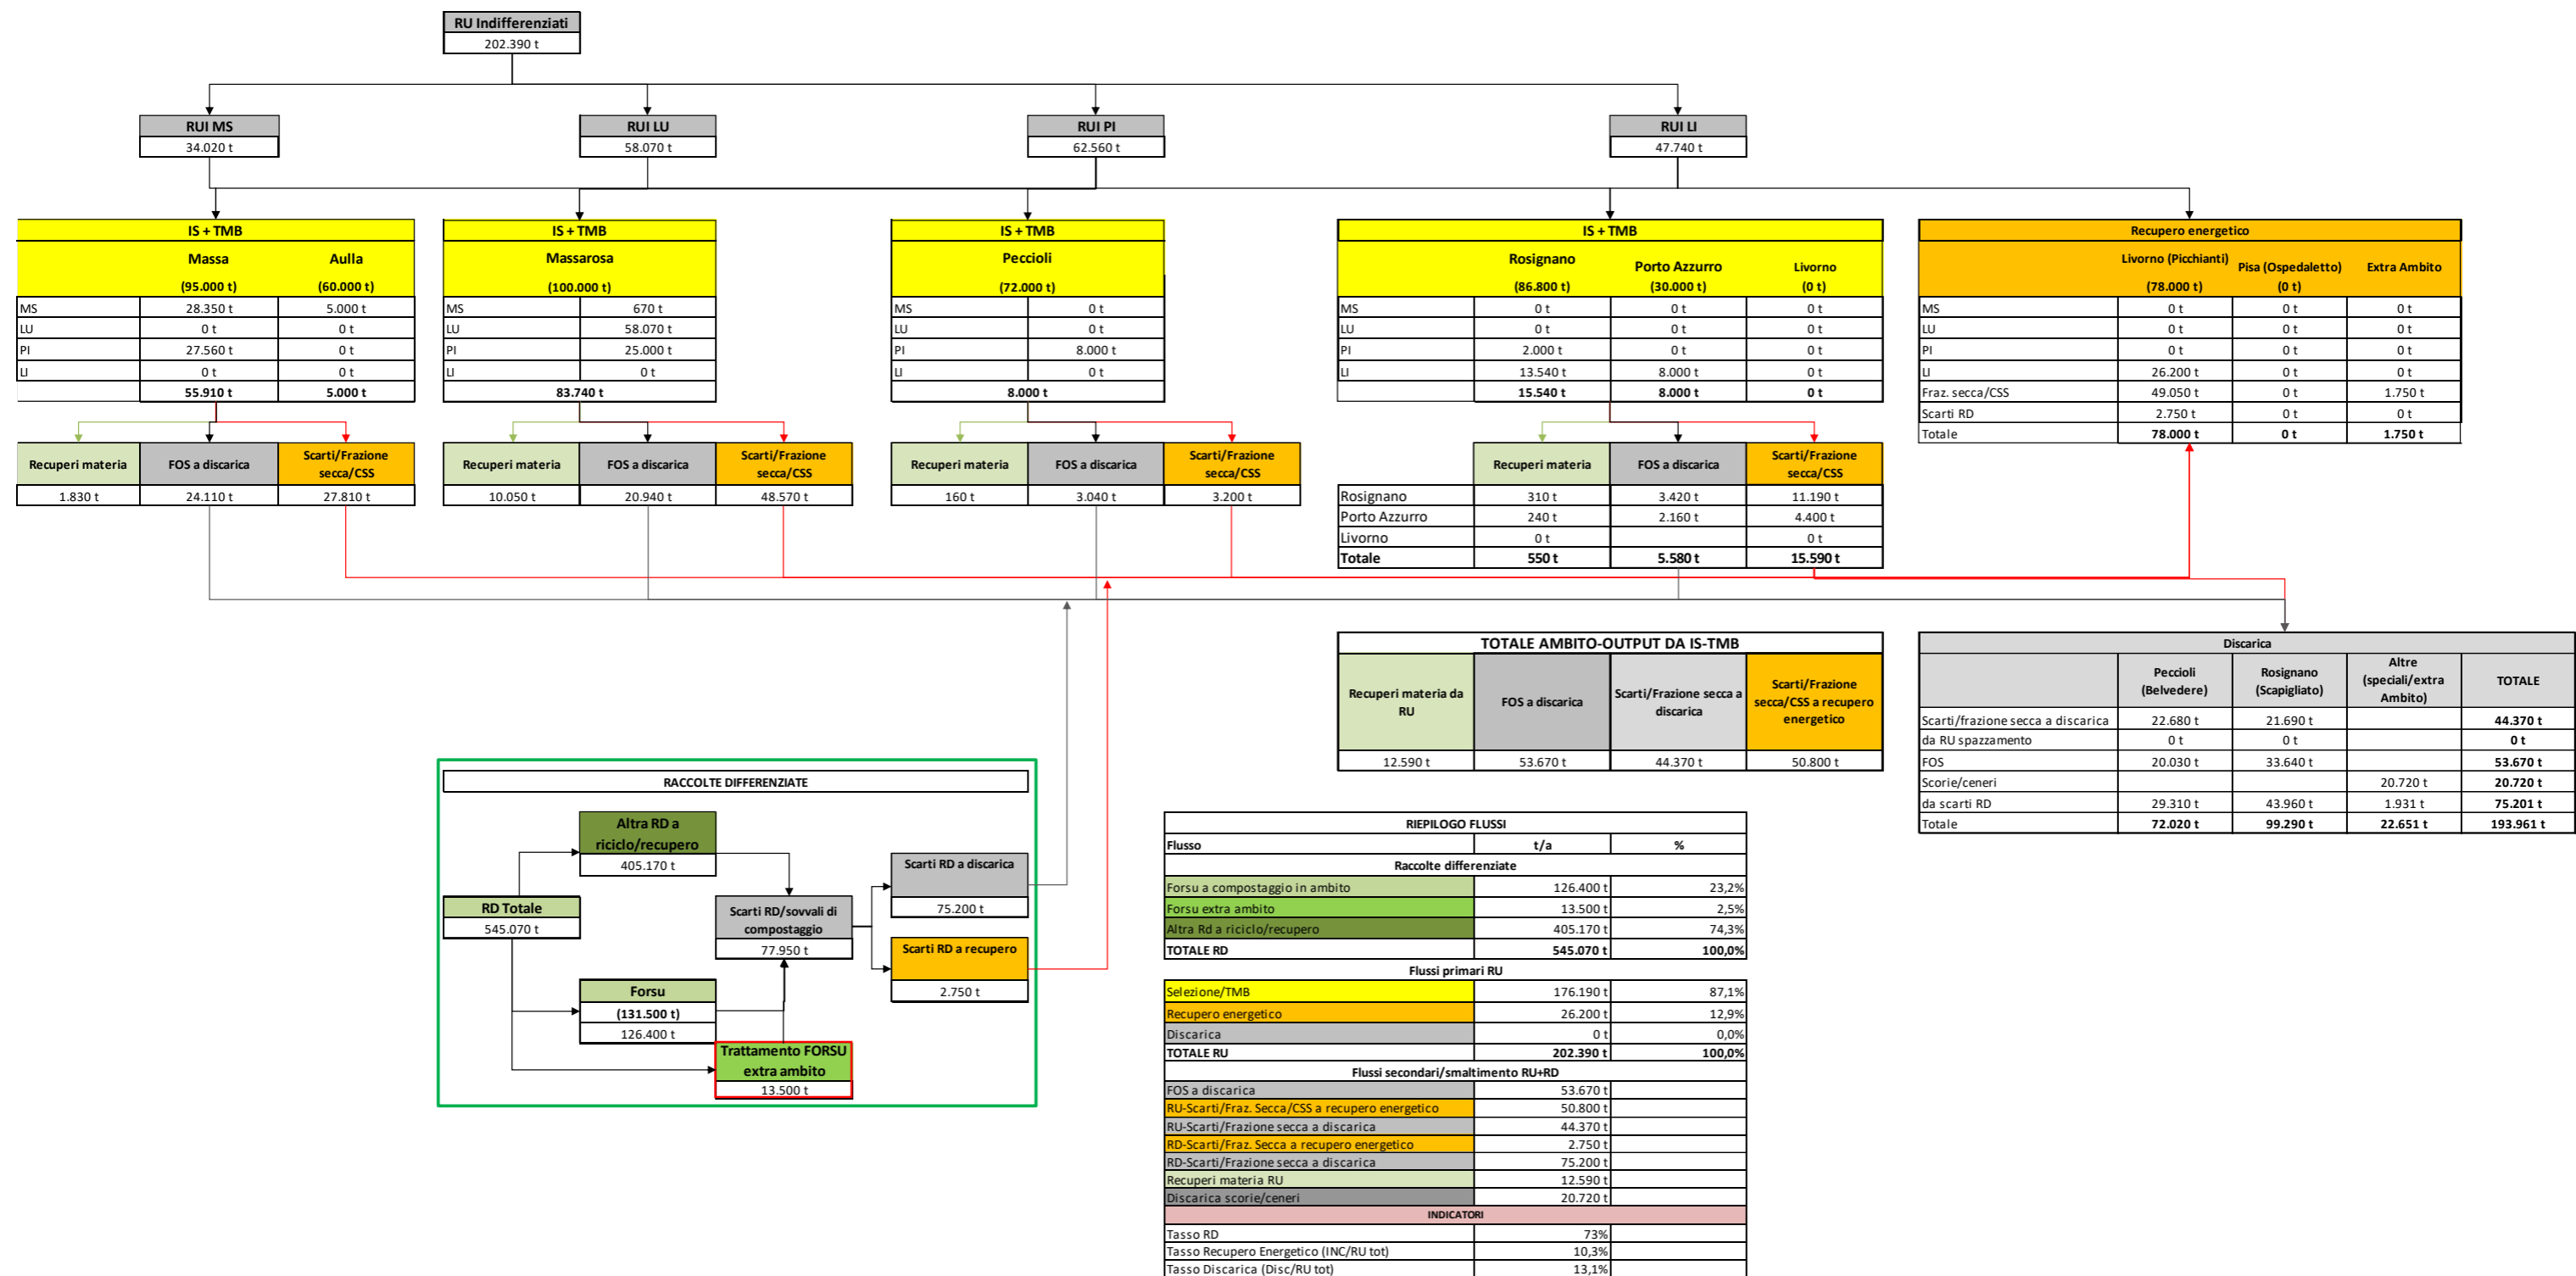 RU Indifferenziati
202.390 t
RUI MS
34.020 t
RUI LU
58.070 t
RUI PI
62.560 t
RUI LI
47.740 t
IS + TMB
Massa Aulla
(95.000 t) (60.000 t)
MS 28.350 t 5.000 t
LU 0 t 0 t
PI 27.560 t 0 t
LI 0 t 0 t
55.910 t 5.000 t
IS + TMB
Massarosa
(100.000 t)
MS 670 t
LU 58.070 t
PI 25.000 t
LI 0 t
83.740 t
IS + TMB
Peccioli
(72.000 t)
MS 0 t
LU 0 t
PI 8.000 t
LI 0 t
8.000 t
IS + TMB
Rosignano Porto Azzurro Livorno
(86.800 t) (30.000 t) (0 t)
MS 0 t 0 t 0 t
LU 0 t 0 t 0 t
PI 2.000 t 0 t 0 t
LI 13.540 t 8.000 t 0 t
15.540 t 8.000 t 0 t
Recupero energetico
Livorno (Picchianti) Pisa (Ospedaletto) Extra Ambito
(78.000 t) (0 t)
MS 0 t 0 t 0 t
LU 0 t 0 t 0 t
PI 0 t 0 t 0 t
LI 26.200 t 0 t 0 t
Fraz. secca/CSS 49.050 t 0 t 1.750 t
Scarti RD 2.750 t 0 t 0 t
Totale 78.000 t 0 t 1.750 t
Recuperi materia FOS a discarica Scarti/Frazione
secca/CSS
1.830 t 24.110 t 27.810 t
Recuperi materia FOS a discarica Scarti/Frazione
secca/CSS
10.050 t 20.940 t 48.570 t
Recuperi materia FOS a discarica Scarti/Frazione
secca/CSS
160 t 3.040 t 3.200 t
Recuperi materia FOS a discarica Scarti/Frazione
secca/CSS
Rosignano 310 t 3.420 t 11.190 t
Porto Azzurro 240 t 2.160 t 4.400 t
Livorno 0 t 0 t
Totale 550 t 5.580 t 15.590 t
TOTALE AMBITO-OUTPUT DA IS-TMB
Recuperi materia da
RU
FOS a discarica
Scarti/Frazione secca a
discarica
Scarti/Frazione
secca/CSS a recupero
energetico
12.590 t 53.670 t 44.370 t 50.800 t
Discarica
Peccioli
(Belvedere)
Rosignano
(Scapigliato)
Altre
(speciali/extra
Ambito)
TOTALE
Scarti/frazione secca a discarica 22.680 t 21.690 t 44.370 t
da RU spazzamento 0 t 0 t 0 t
FOS 20.030 t 33.640 t 53.670 t
Scorie/ceneri 20.720 t 20.720 t
da scarti RD 29.310 t 43.960 t 1.931 t 75.201 t
Totale 72.020 t 99.290 t 22.651 t 193.961 t
RACCOLTE DIFFERENZIATE
Altra RD a
riciclo/recupero
405.170 t
RD Totale
545.070 t
Scarti RD/sovvali di
compostaggio
77.950 t
Scarti RD a discarica
75.200 t
Scarti RD a recupero
2.750 t
Forsu
(131.500 t)
126.400 t
Trattamento FORSU
extra ambito
13.500 t
RIEPILOGO FLUSSI
Flusso t/a %
Raccolte differenziate
Forsu a compostaggio in ambito 126.400 t 23,2%
Forsu extra ambito 13.500 t 2,5%
Altra Rd a riciclo/recupero 405.170 t 74,3%
TOTALE RD 545.070 t 100,0%
Flussi primari RU
Selezione/TMB 176.190 t 87,1%
Recupero energetico 26.200 t 12,9%
Discarica 0 t 0,0%
TOTALE RU 202.390 t 100,0%
Flussi secondari/smaltimento RU+RD
FOS a discarica 53.670 t
RU-Scarti/Fraz. Secca/CSS a recupero energetico 50.800 t
RU-Scarti/Frazione secca a discarica 44.370 t
RD-Scarti/Fraz. Secca a recupero energetico 2.750 t
RD-Scarti/Frazione secca a discarica 75.200 t
Recuperi materia RU 12.590 t
Discarica scorie/ceneri 20.720 t
INDICATORI
Tasso RD 73%
Tasso Recupero Energetico (INC/RU tot) 10,3%
Tasso Discarica (Disc/RU tot) 13,1%